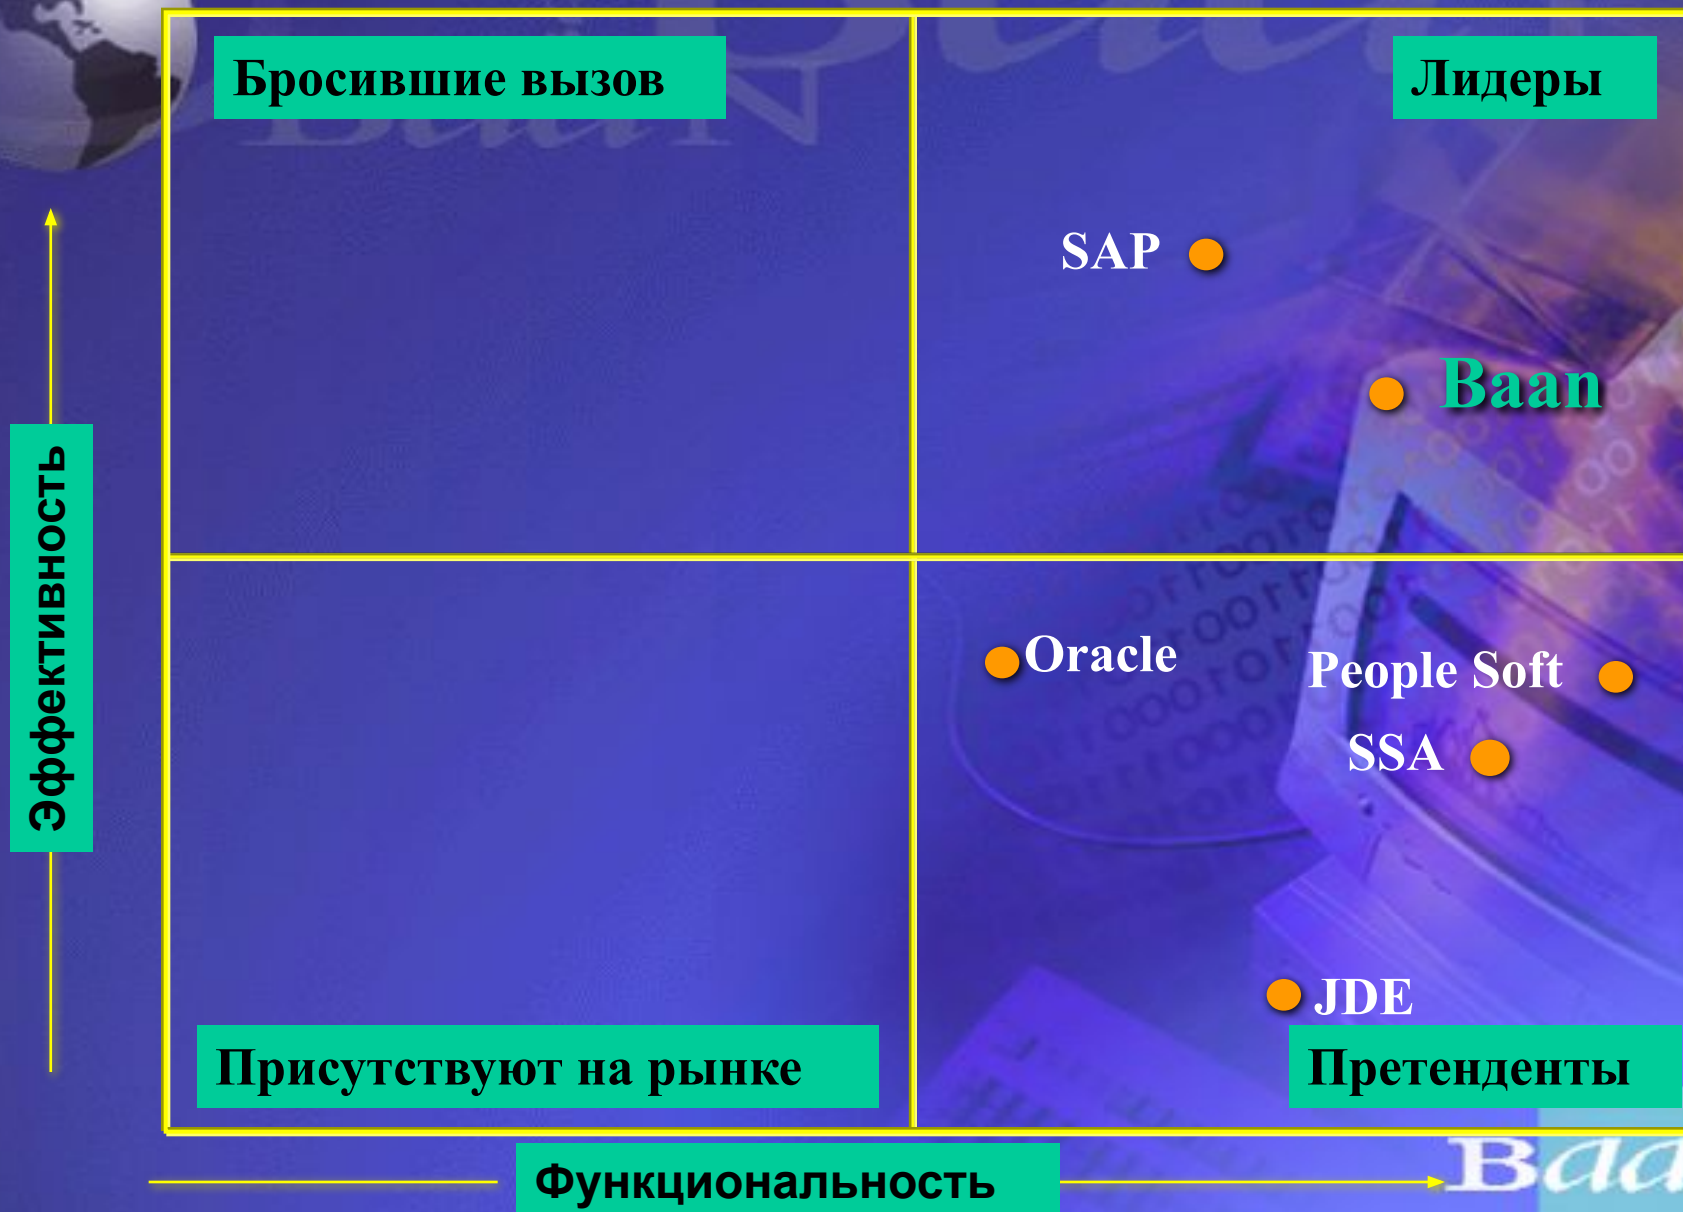 Бросившие вызов
Лидеры
SAP
Baan
Эффективность
Oracle
People Soft
SSA
JDE
Присутствуют на рынке
Претенденты
Функциональность